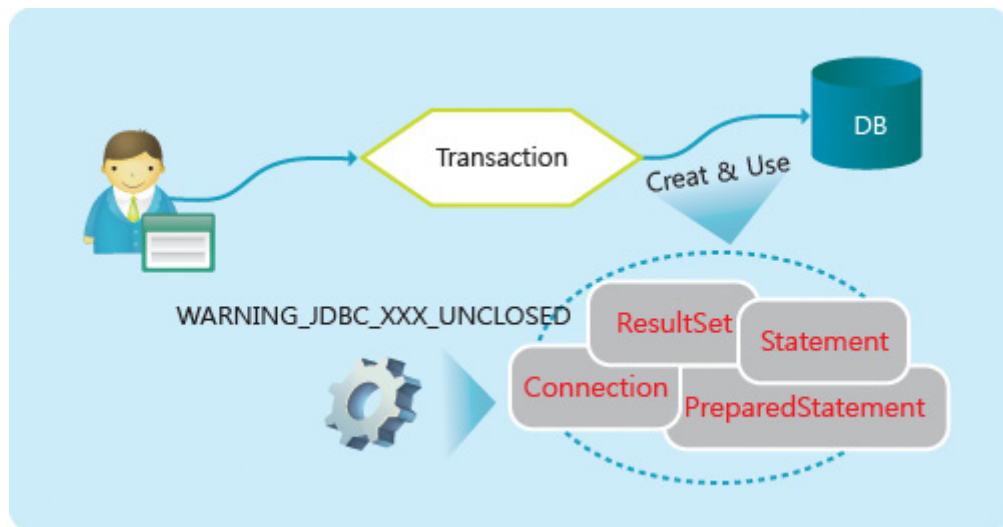 DB
Transaction
Creat & Use
WARNING_JDBC_XXX_UNCLOSED
ResultSet
Statement
Connection
PreparedStatement